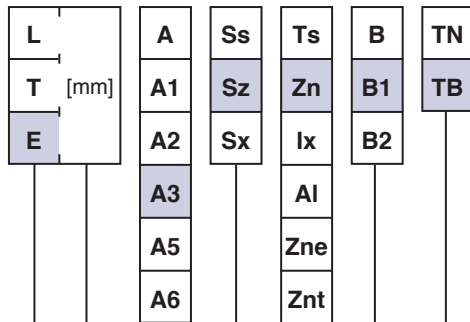 L A Ss Ts B TN
T [mm] A1 Sz Zn B1 TB
E A2 Sx Ix B2
A3 Al
A5 Zne
A6 Znt